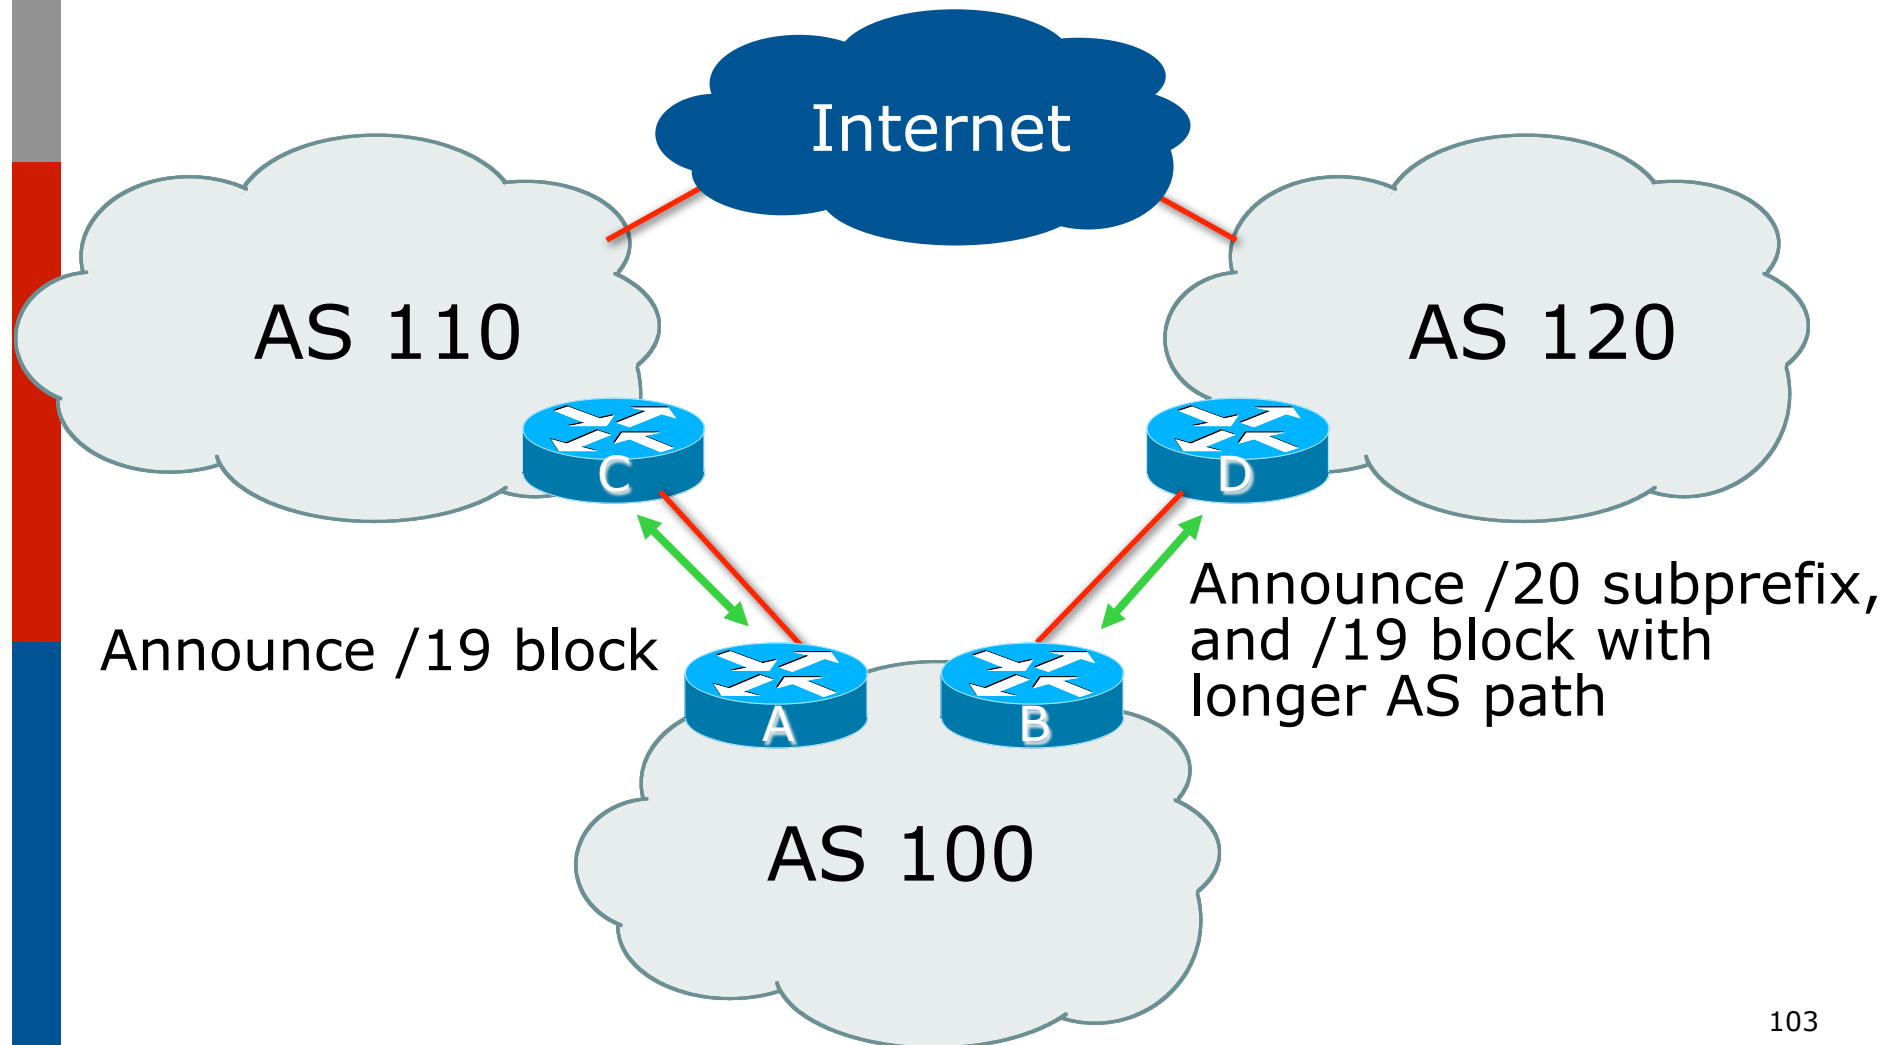 Internet
AS 110
AS 120
C
D
Announce /19 block
Announce /20 subprefix,
and /19 block with
longer AS path
A
B
AS 100
103